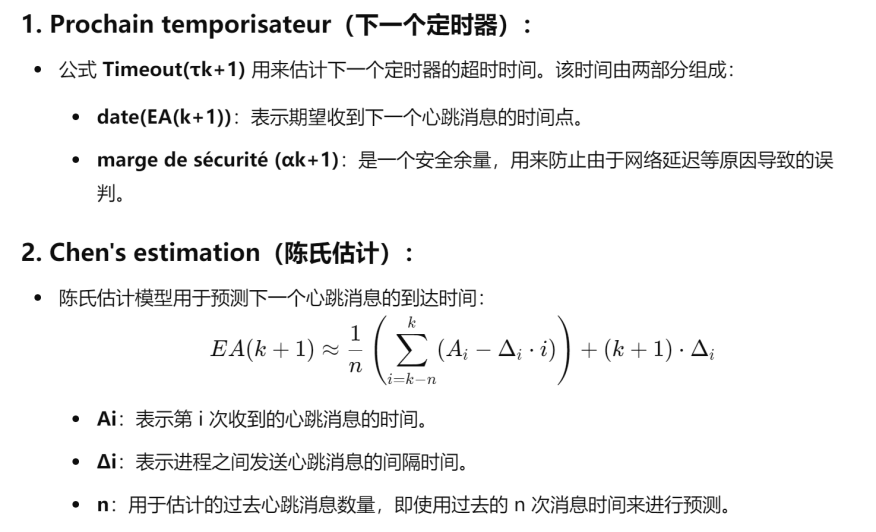 1. Prochain temporisateur（下一个定时器）：
• 公式 Timeout(τk+1) 用来估计下一个定时器的超时时间。该时间由两部分组成：
• date(EA(k+1))：表示期望收到下一个心跳消息的时间点。
• marge de sécurité (αk+1)：是一个安全余量，用来防止由于网络延迟等原因导致的误
判。
2. Chen's estimation（陈氏估计）：
• 陈氏估计模型用于预测下一个心跳消息的到达时间：
EA(k + 1) ≈ \frac{1}{n} \left( \sum_{i=k-n}^{k} (A_i − Δ_i · i) \right) + (k + 1) · Δ_i
• Ai：表示第 i 次收到的心跳消息的时间。
• Δi：表示进程之间发送心跳消息的间隔时间。
• n：用于估计的过去心跳消息数量，即使用过去的 n 次消息时间来进行预测。